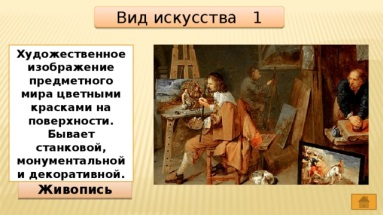 Вид искусства 1
Художественное
изображение
предметного
мира цветными
красками на
поверхности.
Бывает
станковой,
монументальной
и декоративной.
Живопись